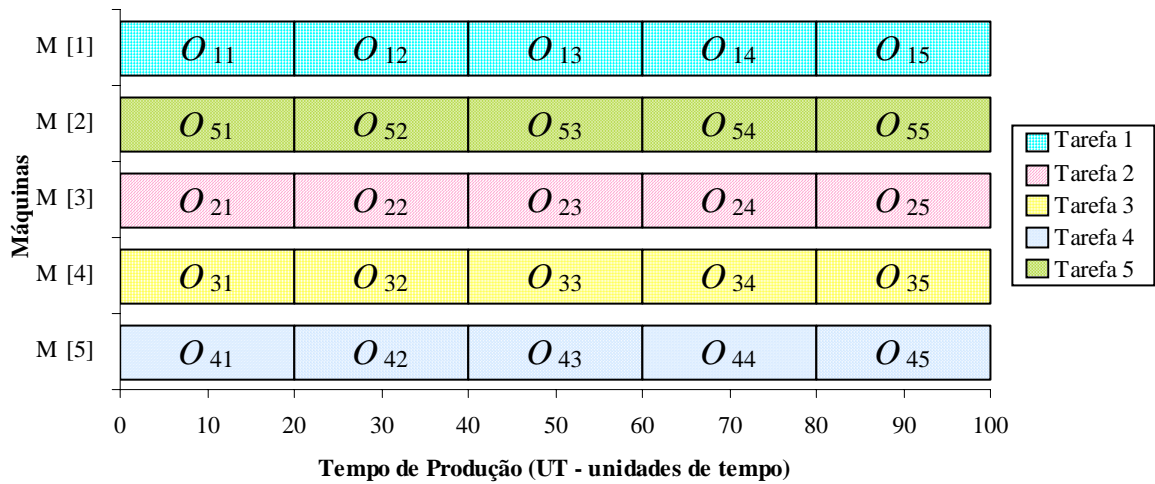 M [1] O 11 O 12 O 13 O 14 O 15
M [2] O 51 O 52 O 53 O 54 O 55
M [3] O 21 O 22 O 23 O 24 O 25
M [4] O 31 O 32 O 33 O 34 O 35
M [5] O 41 O 42 O 43 O 44 O 45
Máquinas
0 10 20 30 40 50 60 70 80 90 100
Tempo de Produção (UT - unidades de tempo)
Tarefa 1
Tarefa 2
Tarefa 3
Tarefa 4
Tarefa 5